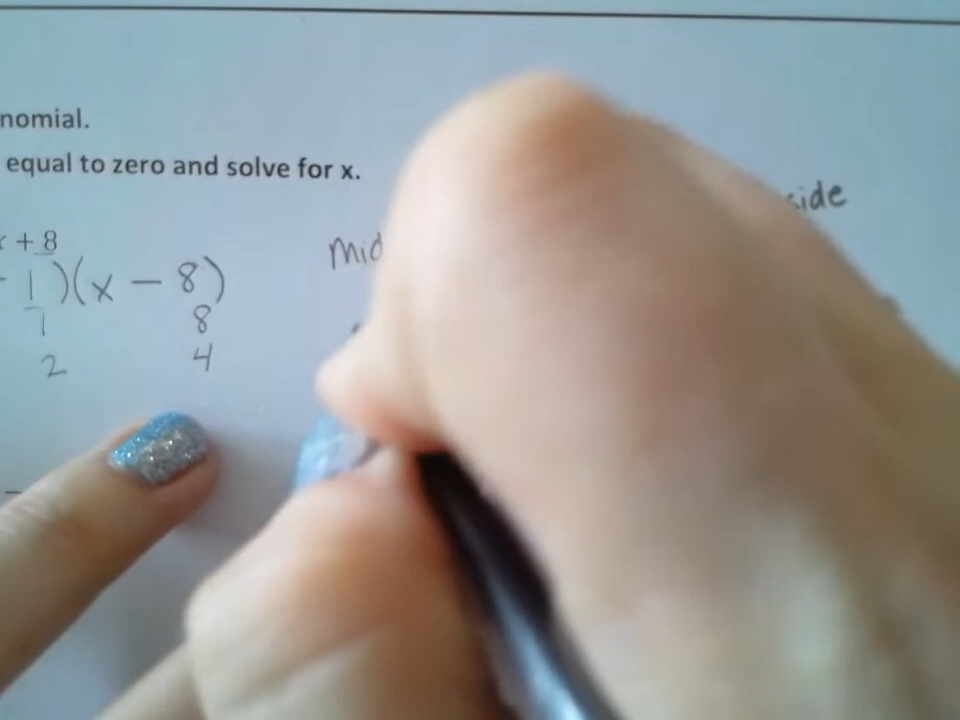 nomial.
equal to zero and solve for x.
side
+ 8
Mid
1)(x - 8)
1 8
2 4